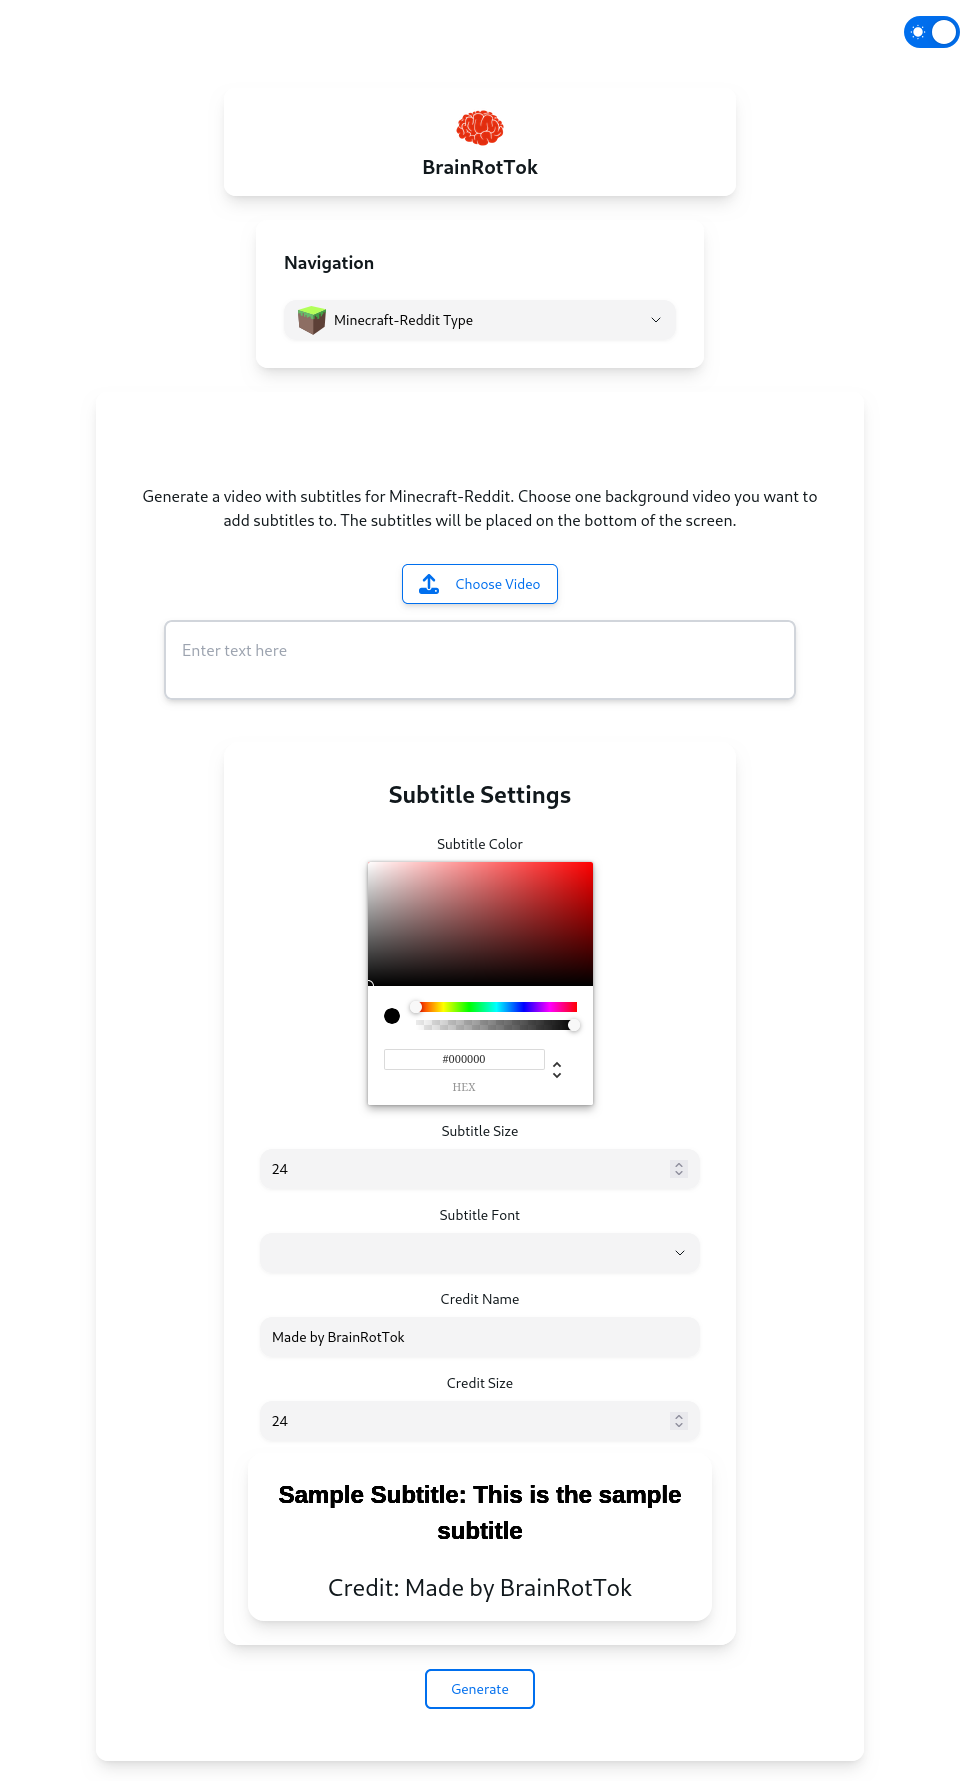 BrainRotTok
Navigation
Minecraft-Reddit Type
Generate a video with subtitles for Minecraft-Reddit. Choose one background video you want to
add subtitles to. The subtitles will be placed on the bottom of the screen.
Choose Video
Enter text here
Subtitle Settings
Subtitle Color
#000000
HEX
Subtitle Size
24
Subtitle Font
Credit Name
Made by BrainRotTok
Credit Size
24
Sample Subtitle: This is the sample
subtitle
Credit: Made by BrainRotTok
Generate